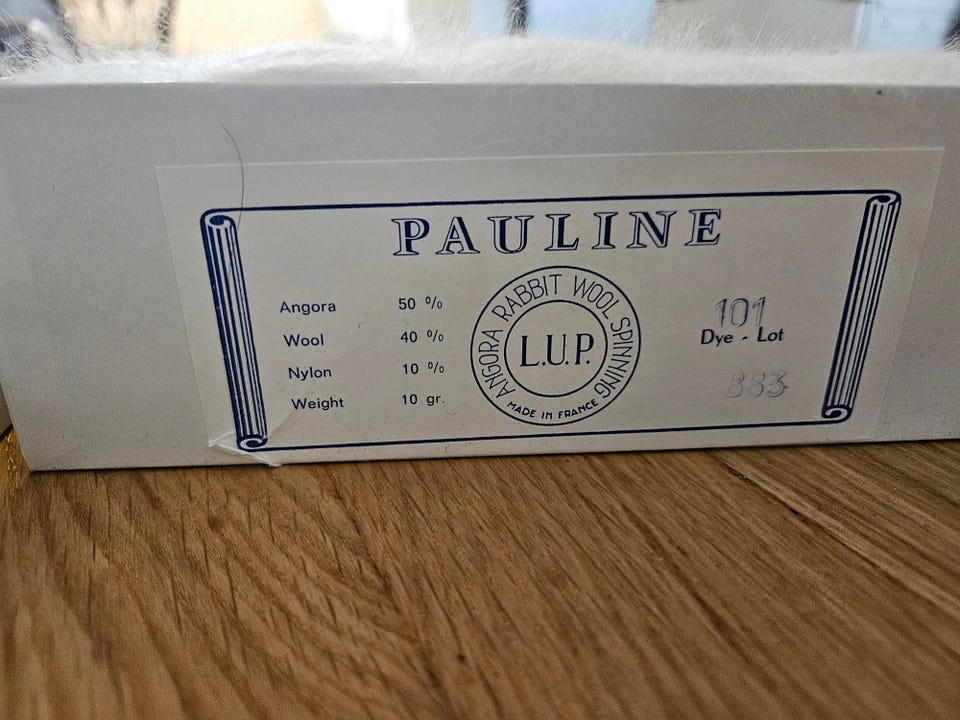 PAULINE
Angora 50 %
Wool 40 %
Nylon 10 %
Weight 10 gr.
ANGORA RABBIT WOOL SPINNING
L.U.P.
MADE IN FRANCE
101
Dye - Lot
883